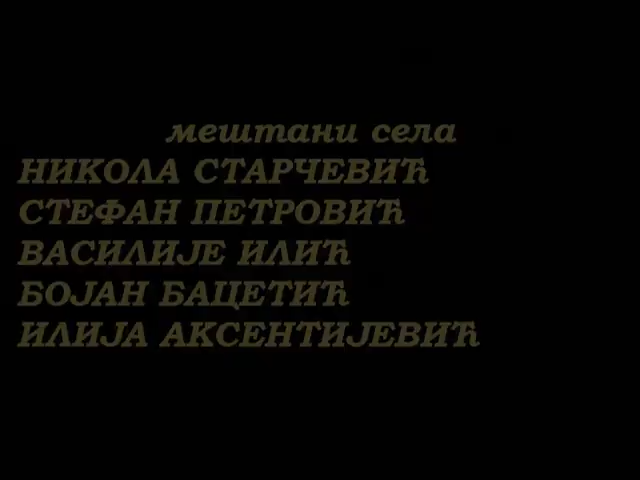 мештани села
НИКОЛА СТАРЧЕВИЋ
СТЕФАН ПЕТРОВИЋ
ВАСИЛИЈЕ ИЛИЋ
БОЈАН БАЦЕТИЋ
ИЛИЈА АКСЕНТИЈЕВИЋ